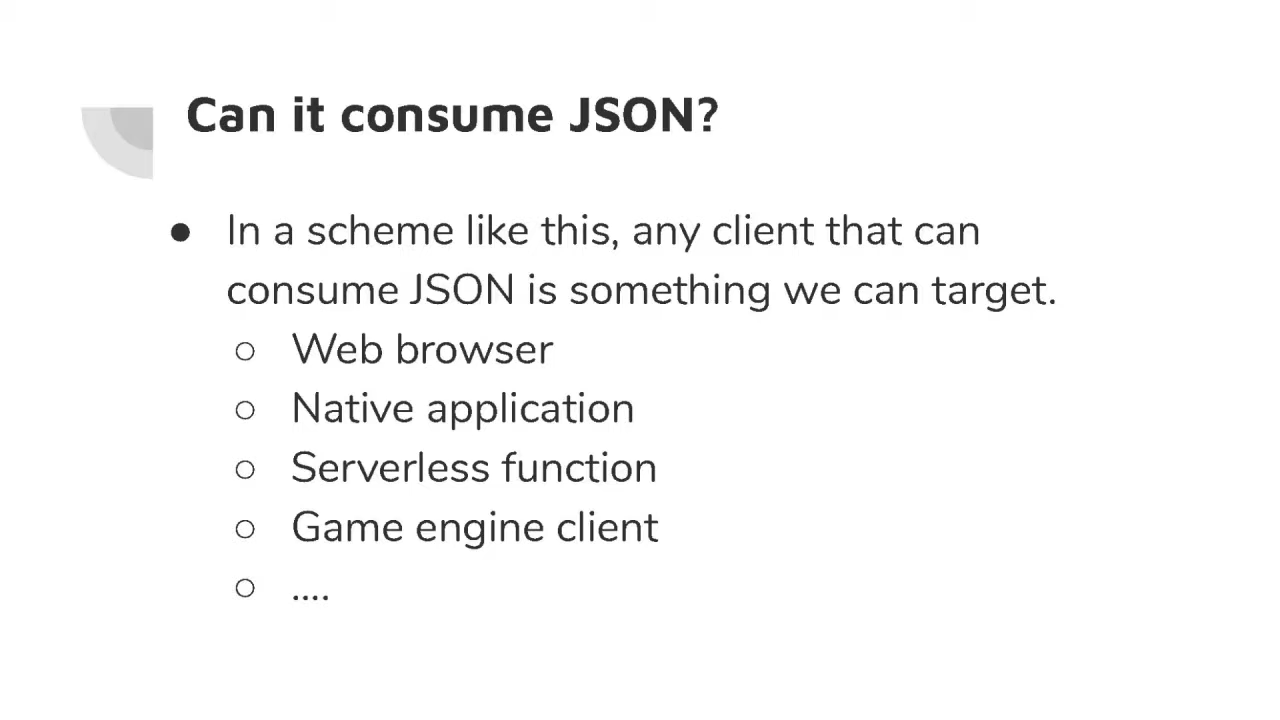 Can it consume JSON?
● In a scheme like this, any client that can
consume JSON is something we can target.
○ Web browser
○ Native application
○ Serverless function
○ Game engine client
○ ....